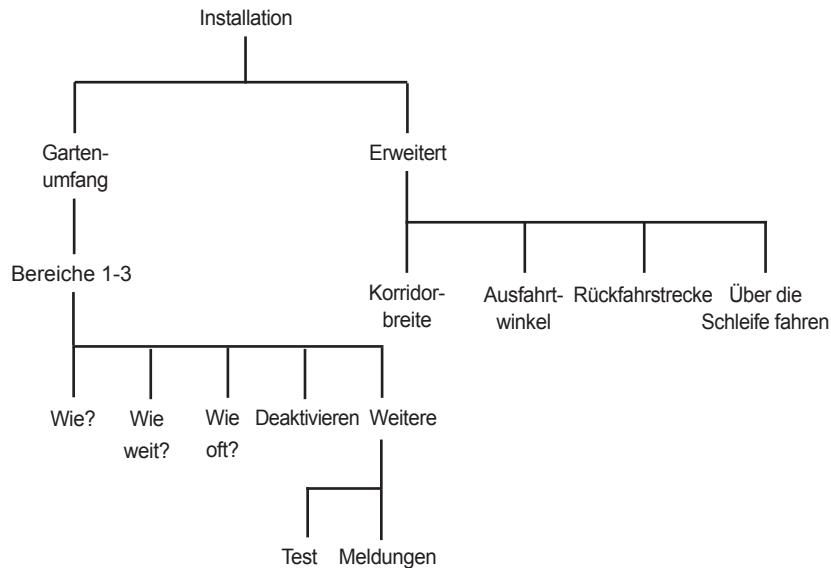 Installation
Garten-
umfang
Erweitert
Bereiche 1-3
Korridor-
breite
Ausfahrt-
winkel
Rückfahrstrecke
Über die
Schleife fahren
Wie?
Wie
weit?
Wie
oft?
Deaktivieren
Weitere
Test
Meldungen